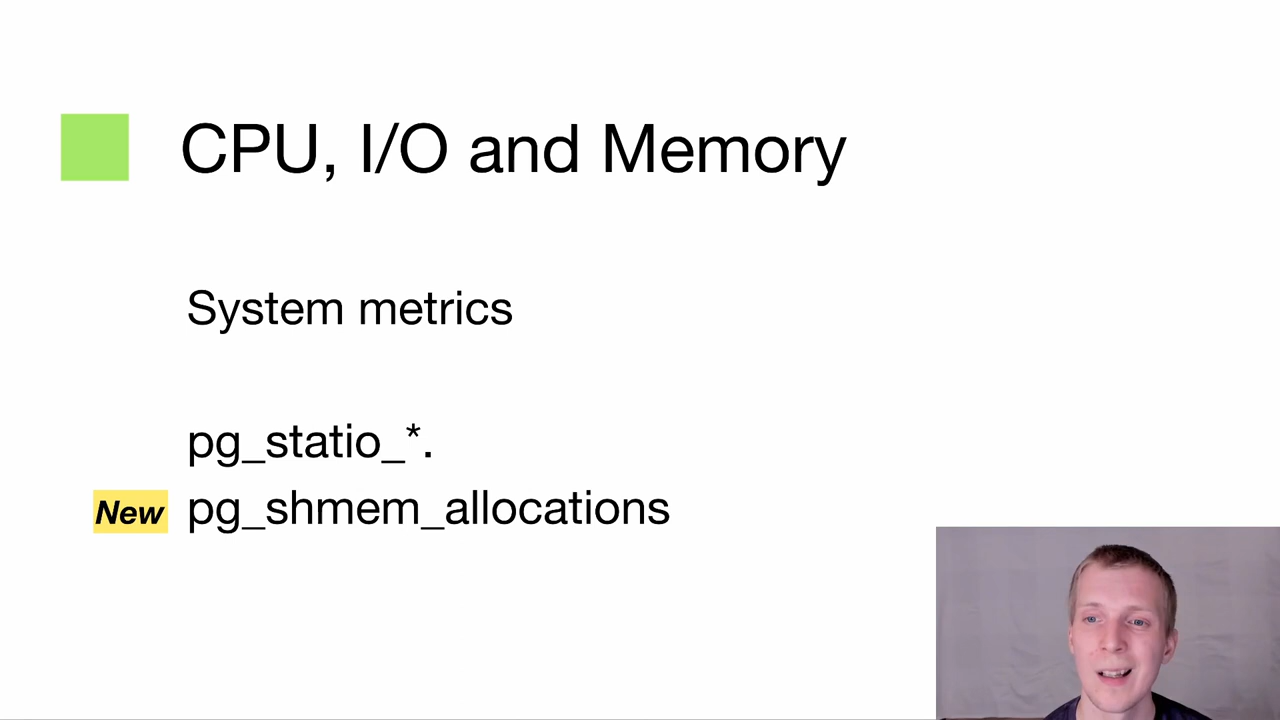 CPU, I/O and Memory
System metrics
pg_statio_*.
New pg_shmem_allocations